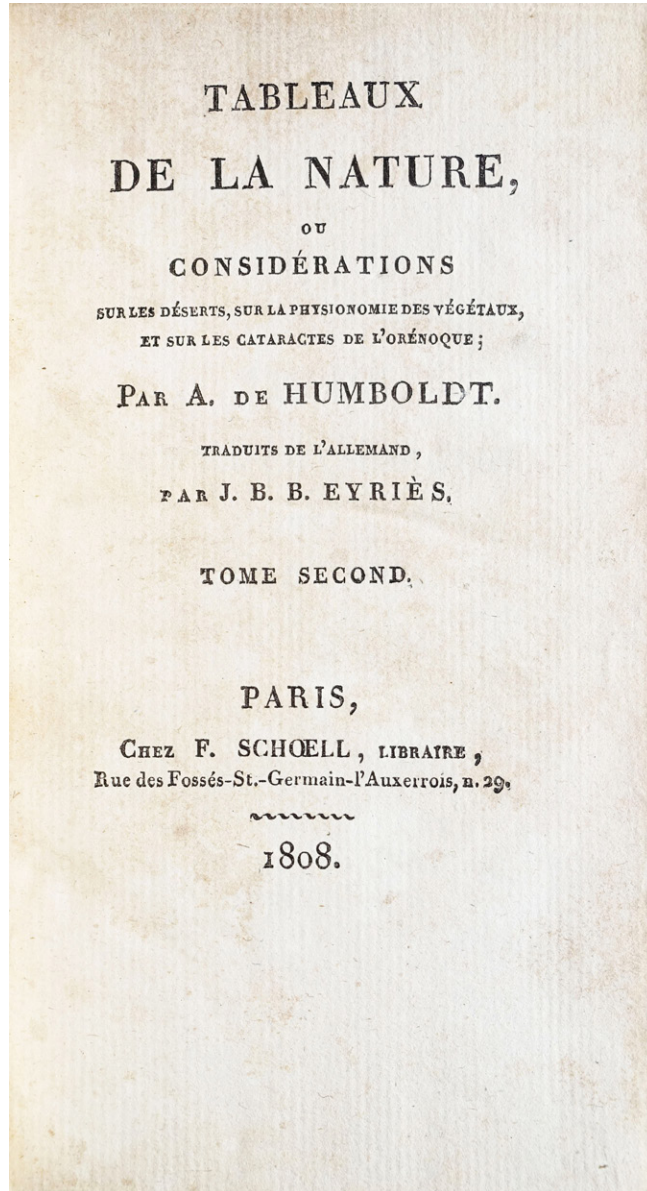 TABLEAUX
DE LA NATURE,
OU
CONSIDÉRATIONS
SUR LES DÉSERTS, SUR LA PHYSIONOMIE DES VÉGÉTAUX,
ET SUR LES CATARACTES DE L'ORÉNOQUE;
PAR A. DE HUMBOLDT.
TRADUITS DE L'ALLEMAND,
PAR J. B. B. EYRIÈS.
TOME SECOND.
PARIS,
CHEZ F. SCHŒLL, LIBRAIRE,
Rue des Fossés-St.-Germain-l'Auxerrois, n. 29.
1808.